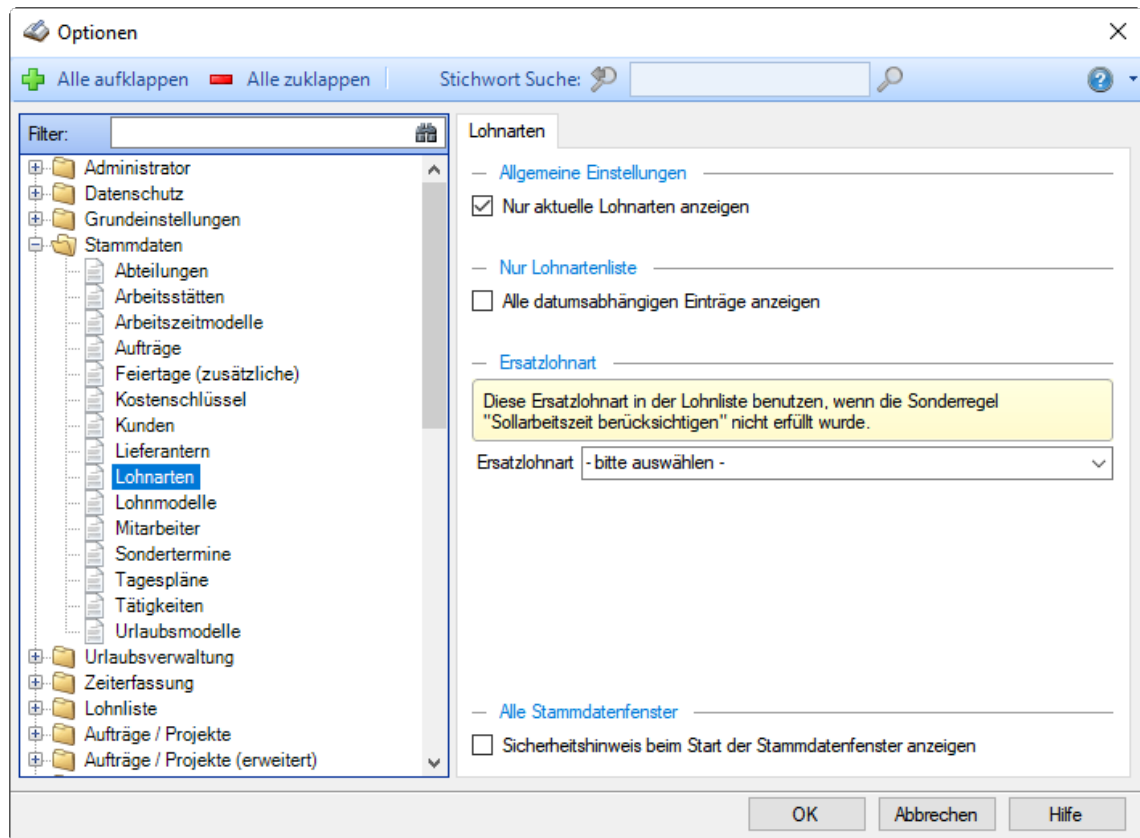 Optionen
Alle aufklappen Alle zuklappen Stichwort Suche:
Filter:
Administrator
Datenschutz
Grundeinstellungen
Stammdaten
Abteilungen
Arbeitsstätten
Arbeitszeitmodelle
Aufträge
Feiertage (zusätzliche)
Kostenschlüssel
Kunden
Lieferantern
Lohnarten
Lohnmodelle
Mitarbeiter
Sondertermine
Tagespläne
Tätigkeiten
Urlaubsmodelle
Urlaubsverwaltung
Zeiterfassung
Lohnliste
Aufträge / Projekte
Aufträge / Projekte (erweitert)
Lohnarten
Allgemeine Einstellungen
Nur aktuelle Lohnarten anzeigen
Nur Lohnartenliste
Alle datumsabhängigen Einträge anzeigen
Ersatzlohnart
Diese Ersatzlohnart in der Lohnliste benutzen, wenn die Sonderregel
"Sollarbeitszeit berücksichtigen" nicht erfüllt wurde.
Ersatzlohnart - bitte auswählen -
Alle Stammdatenfenster
Sicherheitshinweis beim Start der Stammdatenfenster anzeigen
OK Abbrechen Hilfe